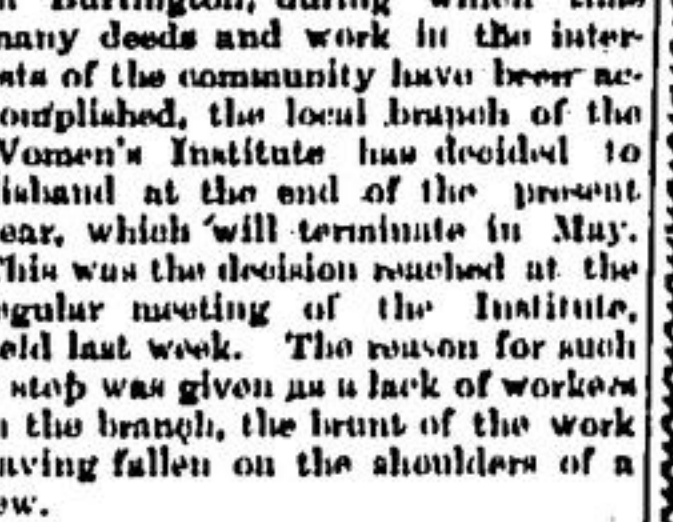 Burlington, during which time
many deeds and work in the inter-
sts of the community have been ac-
omplished, the local branch of the
Women's Institute has decided to
isband at the end of the present
ear, which will terminate in May.
This was the decision reached at the
egular meeting of the Institute,
eld last week. The reason for such
step was given as a lack of workers
n the branch, the brunt of the work
aving fallen on the shoulders of a
ew.